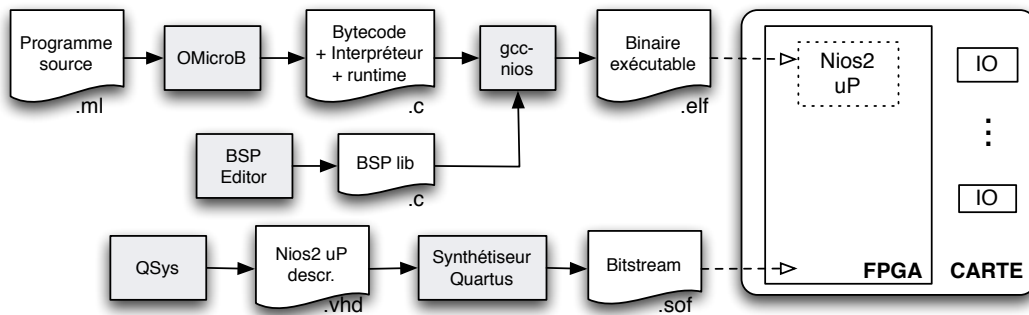 Programme
source
.ml
OMicroB
Bytecode
+ Interpréteur
+ runtime
.c
gcc-
nios
Binaire
exécutable
.elf
Nios2
uP
IO
IO
FPGA
CARTE
BSP
Editor
BSP lib
.c
QSys
Nios2 uP
descr.
.vhd
Synthétiseur
Quartus
Bitstream
.sof